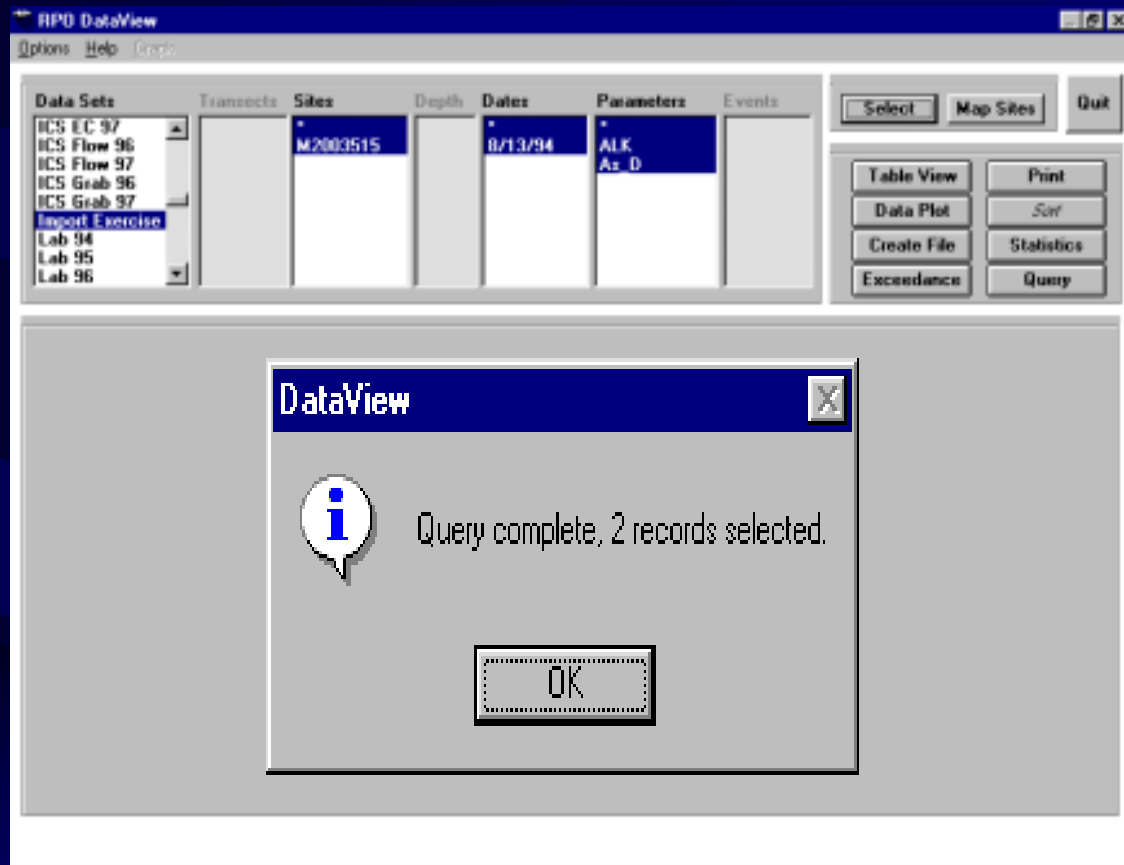 RPO DataView
Options Help Graph
Data Sets Transects Sites Depth Dates Parameters Events
ICS EC 97
ICS Flow 96
ICS Flow 97
ICS Grab 96
ICS Grab 97
Import Exercise
Lab 94
Lab 95
Lab 96
*
M2003515
*
8/13/94
*
ALK
As_D
Select Map Sites Quit
Table View Print
Data Plot Sort
Create File Statistics
Exceedance Query
DataView
Query complete, 2 records selected.
OK